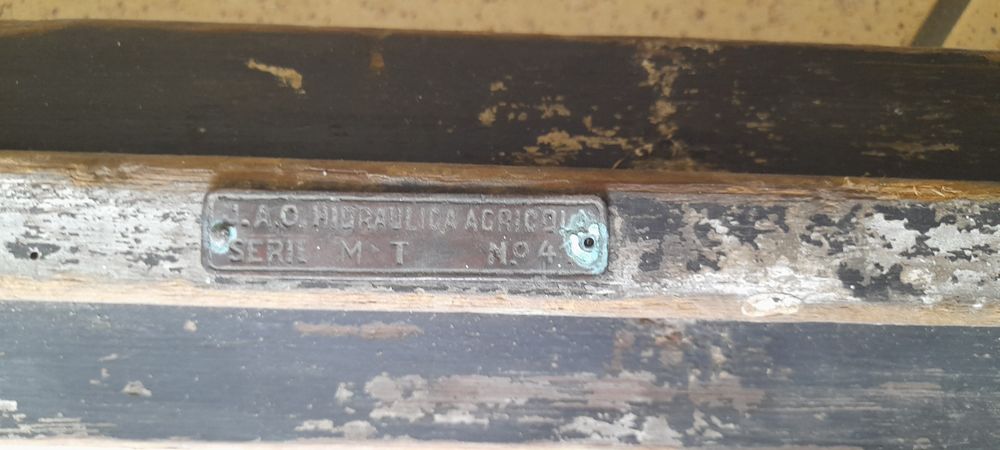 I.A.O. HIDRAULICA AGRICOLA
SERIE M T No 4